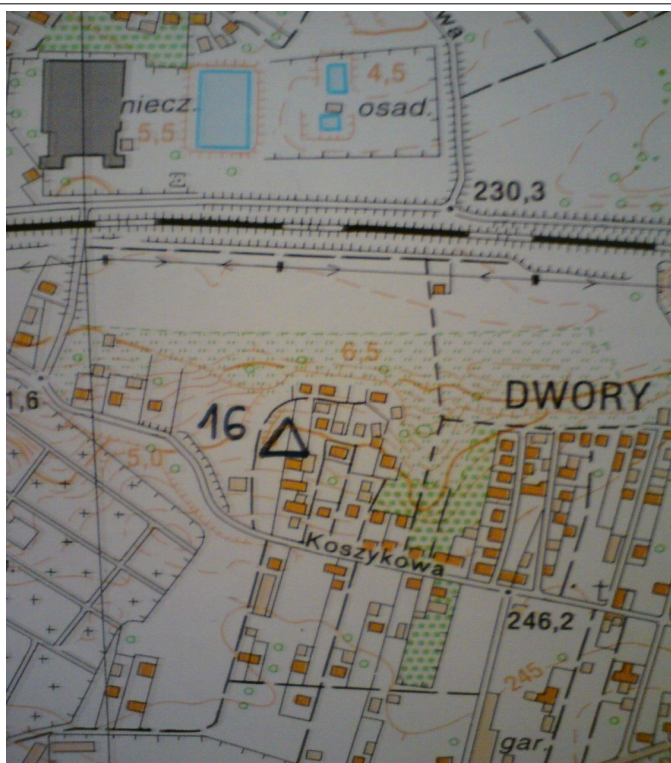 wa
4,5
niecz.
osad.
5,5
230,3
6,5
DWORY
1,6
16
5,0
Koszykowa
t
246,2
245
gar.